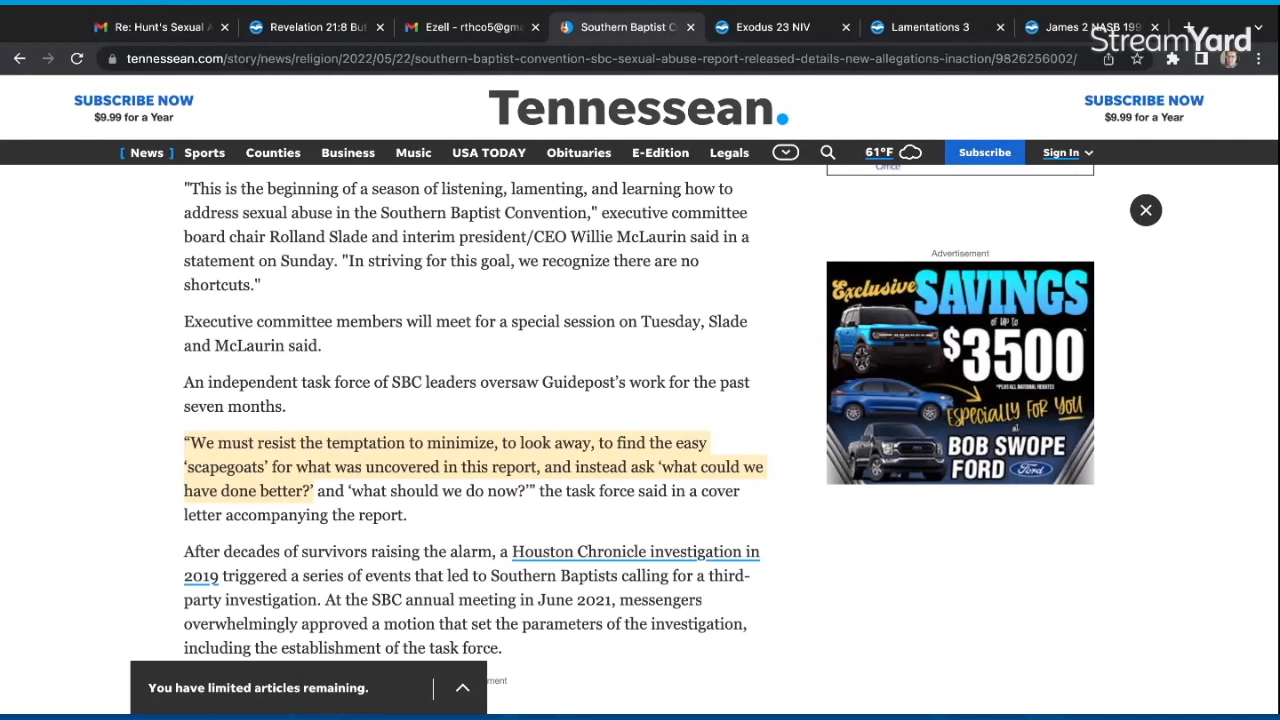 Re: Hunt's Sexual A
Revelation 21:8 But
Ezell - rthco5@gma
Southern Baptist C
Exodus 23 NIV
Lamentations 3
James 2 NASB 199
StreamYard
tennessean.com/story/news/religion/2022/05/22/southern-baptist-convention-sbc-sexual-abuse-report-released-details-new-allegations-inaction/9826256002/
SUBSCRIBE NOW
$9.99 for a Year
Tennessean.
SUBSCRIBE NOW
$9.99 for a Year
[ News ] Sports Counties Business Music USA TODAY Obituaries E-Edition Legals 61°F Subscribe Sign In
"This is the beginning of a season of listening, lamenting, and learning how to
address sexual abuse in the Southern Baptist Convention," executive committee
board chair Rolland Slade and interim president/CEO Willie McLaurin said in a
statement on Sunday. "In striving for this goal, we recognize there are no
shortcuts."
Executive committee members will meet for a special session on Tuesday, Slade
and McLaurin said.
An independent task force of SBC leaders oversaw Guidepost’s work for the past
seven months.
“We must resist the temptation to minimize, to look away, to find the easy
‘scapegoats’ for what was uncovered in this report, and instead ask ‘what could we
have done better?’ and ‘what should we do now?’” the task force said in a cover
letter accompanying the report.
After decades of survivors raising the alarm, a Houston Chronicle investigation in
2019 triggered a series of events that led to Southern Baptists calling for a third-
party investigation. At the SBC annual meeting in June 2021, messengers
overwhelmingly approved a motion that set the parameters of the investigation,
including the establishment of the task force.
Advertisement
Exclusive SAVINGS
of up to
$3500
*PLUS ALL NATIONAL REBATES
ESPECIALLY FOR YOU
at
BOB SWOPE
FORD Ford
You have limited articles remaining.